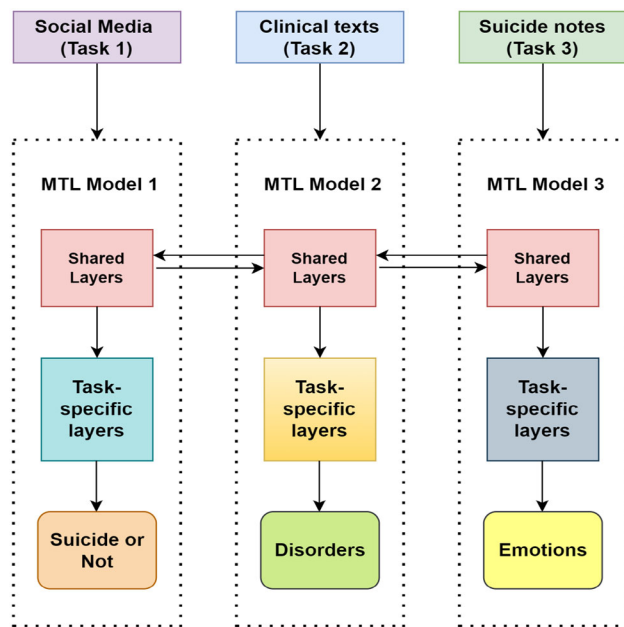 Social Media
(Task 1)
Clinical texts
(Task 2)
Suicide notes
(Task 3)
MTL Model 1
MTL Model 2
MTL Model 3
Shared
Layers
Shared
Layers
Shared
Layers
Task-
specific
layers
Task-
specific
layers
Task-
specific
layers
Suicide or
Not
Disorders
Emotions